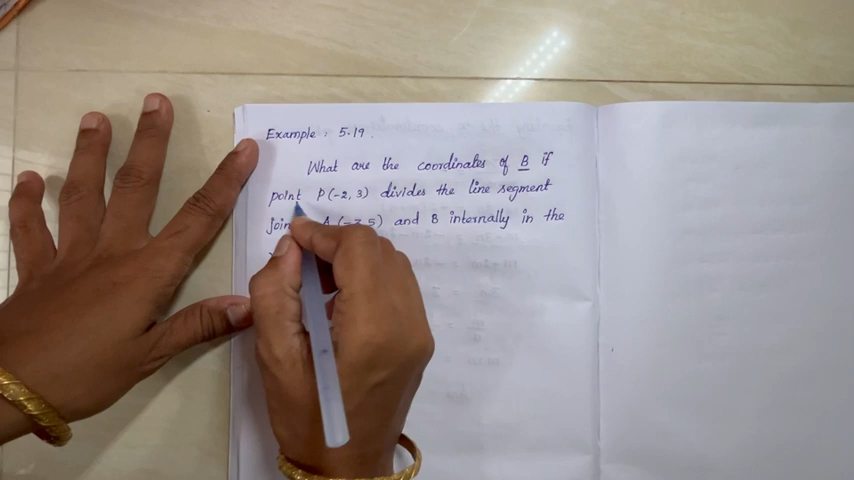 Example : 5.19.
What are the coordinates of B if
point P(-2, 3) divides the line segment
A(-3,5) and B internally in the